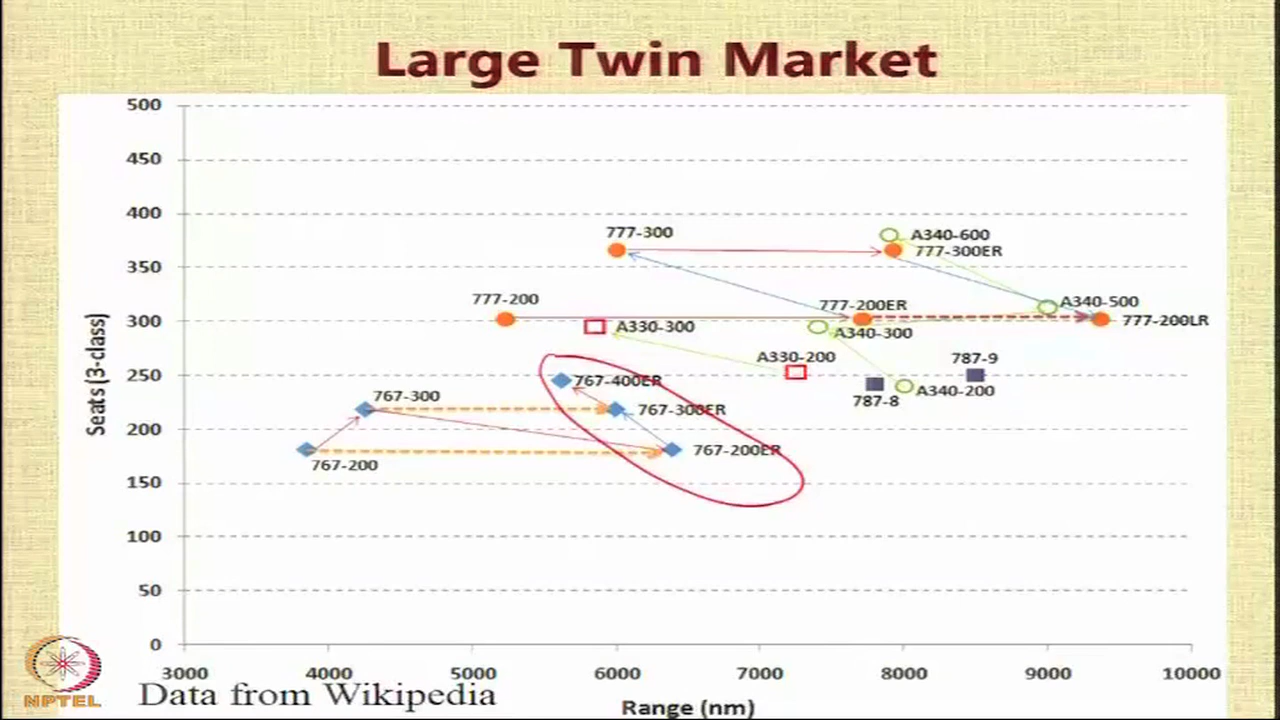 Large Twin Market
500
450
400
350
300
250
200
150
100
50
0
Seats (3-class)
777-300
A340-600
777-300ER
777-200
777-200ER
A340-500
777-200LR
A330-300
A340-300
A330-200
787-9
767-400ER
787-8
A340-200
767-300
767-300ER
767-200ER
767-200
3000 4000 5000 6000 7000 8000 9000 10000
Range (nm)
Data from Wikipedia
NPTEL